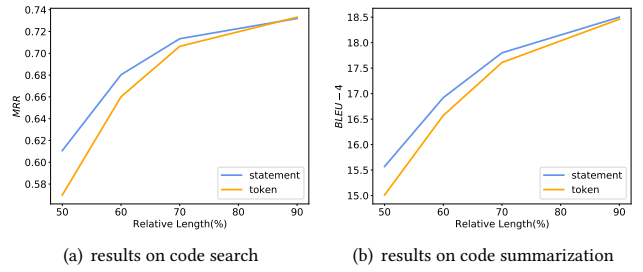 0.74
0.72
0.70
0.68
0.66
0.64
0.62
0.60
0.58
MRR
50 60 70 80 90
Relative Length(%)
statement
token
(a) results on code search
18.5
18.0
17.5
17.0
16.5
16.0
15.5
15.0
BLEU − 4
50 60 70 80 90
Relative Length(%)
statement
token
(b) results on code summarization